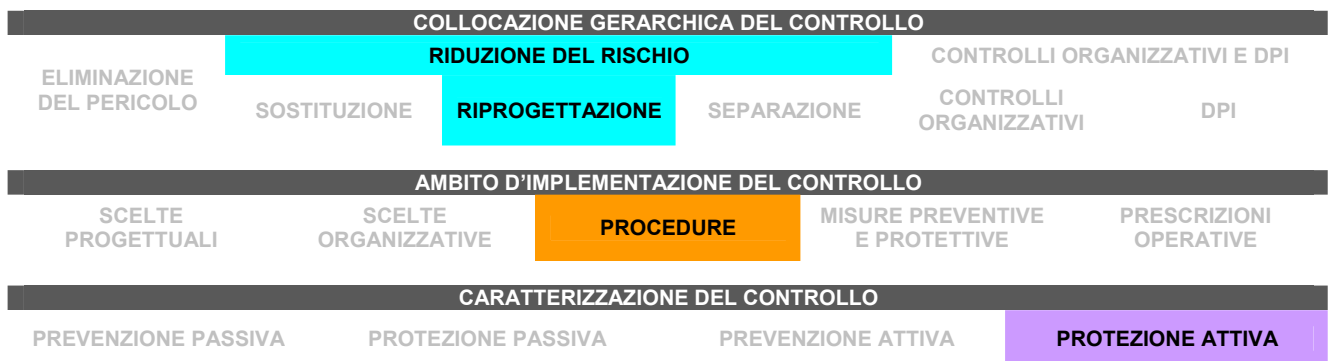 COLLOCAZIONE GERARCHICA DEL CONTROLLO
ELIMINAZIONE
DEL PERICOLO
RIDUZIONE DEL RISCHIO
CONTROLLI ORGANIZZATIVI E DPI
SOSTITUZIONE
RIPROGETTAZIONE
SEPARAZIONE
CONTROLLI
ORGANIZZATIVI
DPI
AMBITO D'IMPLEMENTAZIONE DEL CONTROLLO
SCELTE
PROGETTUALI
SCELTE
ORGANIZZATIVE
PROCEDURE
MISURE PREVENTIVE
E PROTETTIVE
PRESCRIZIONI
OPERATIVE
CARATTERIZZAZIONE DEL CONTROLLO
PREVENZIONE PASSIVA
PROTEZIONE PASSIVA
PREVENZIONE ATTIVA
PROTEZIONE ATTIVA